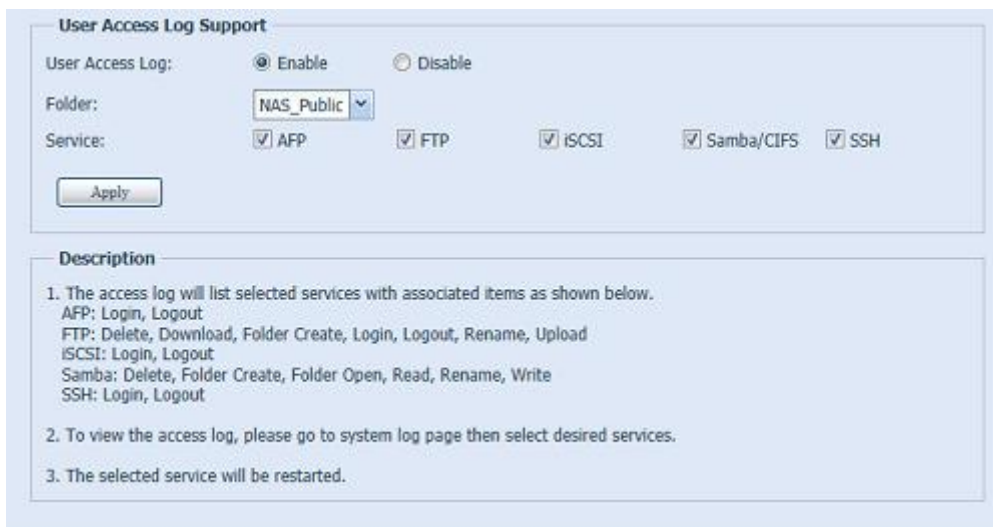 User Access Log Support
User Access Log: Enable Disable
Folder: NAS_Public
Service: AFP FTP iSCSI Samba/CIFS SSH
Apply
Description
1. The access log will list selected services with associated items as shown below.
AFP: Login, Logout
FTP: Delete, Download, Folder Create, Login, Logout, Rename, Upload
iSCSI: Login, Logout
Samba: Delete, Folder Create, Folder Open, Read, Rename, Write
SSH: Login, Logout
2. To view the access log, please go to system log page then select desired services.
3. The selected service will be restarted.